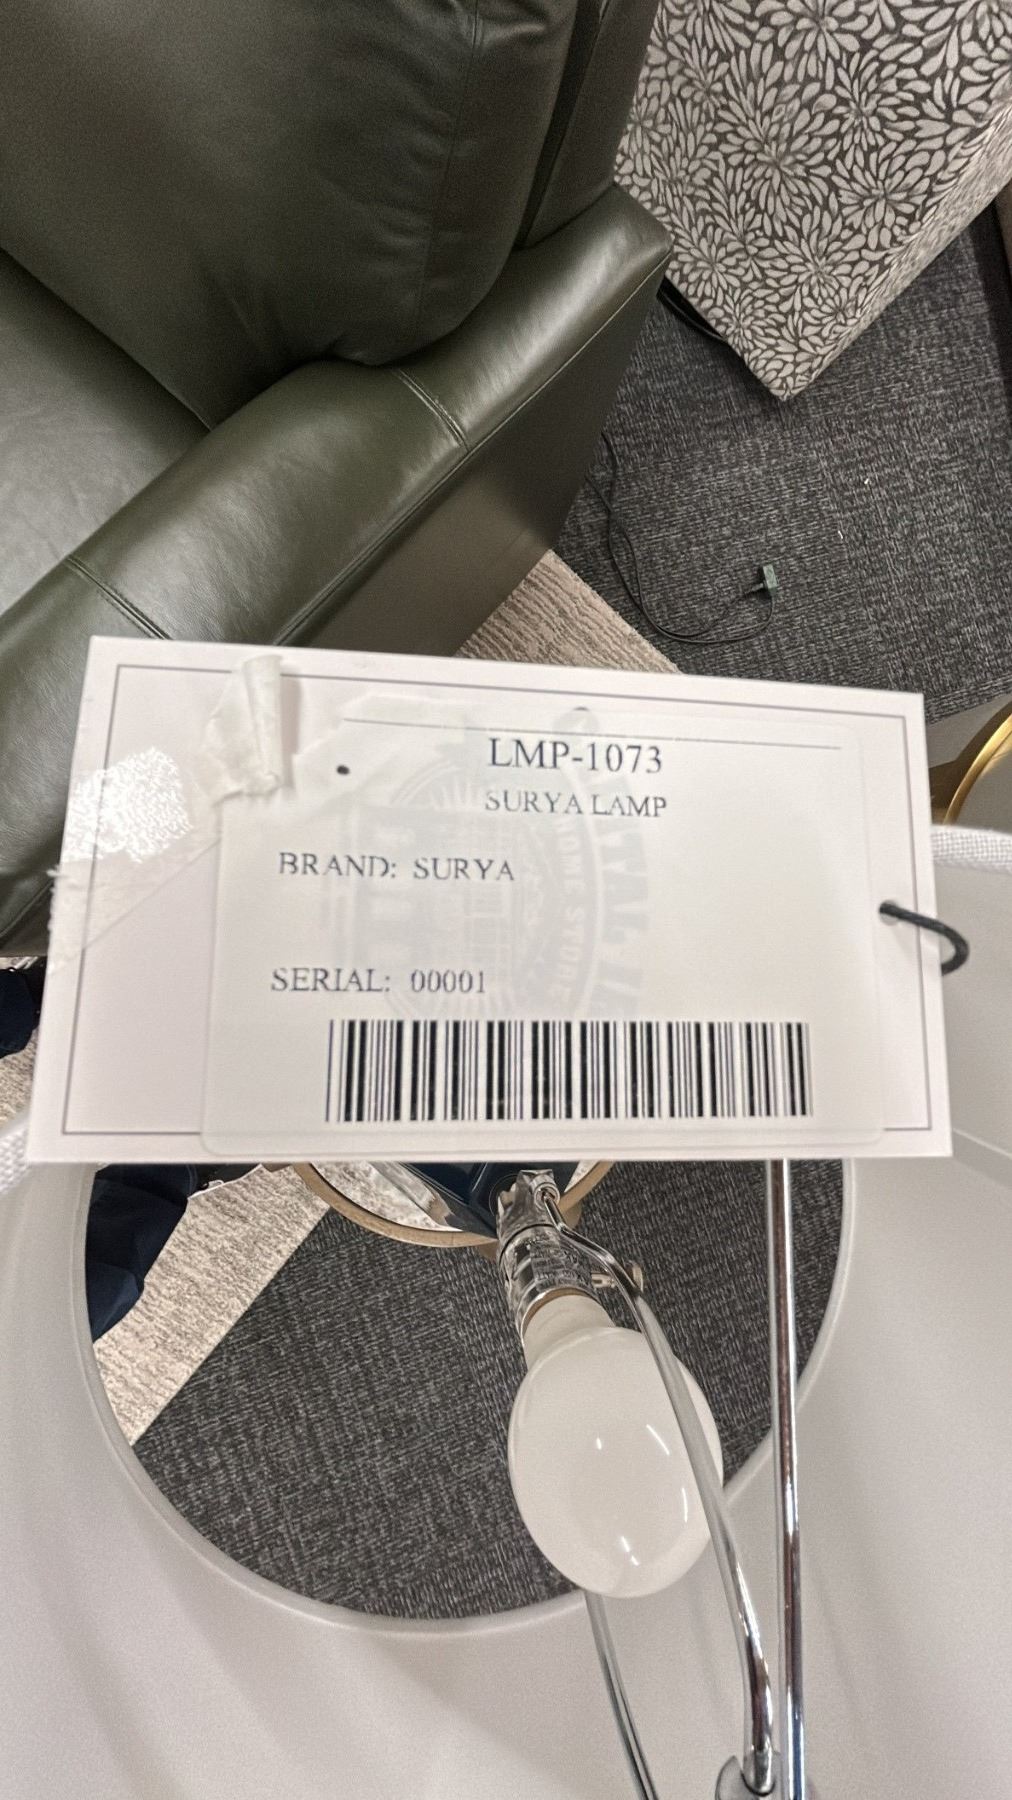 LMP-1073
SURYA LAMP
BRAND: SURYA
SERIAL: 00001